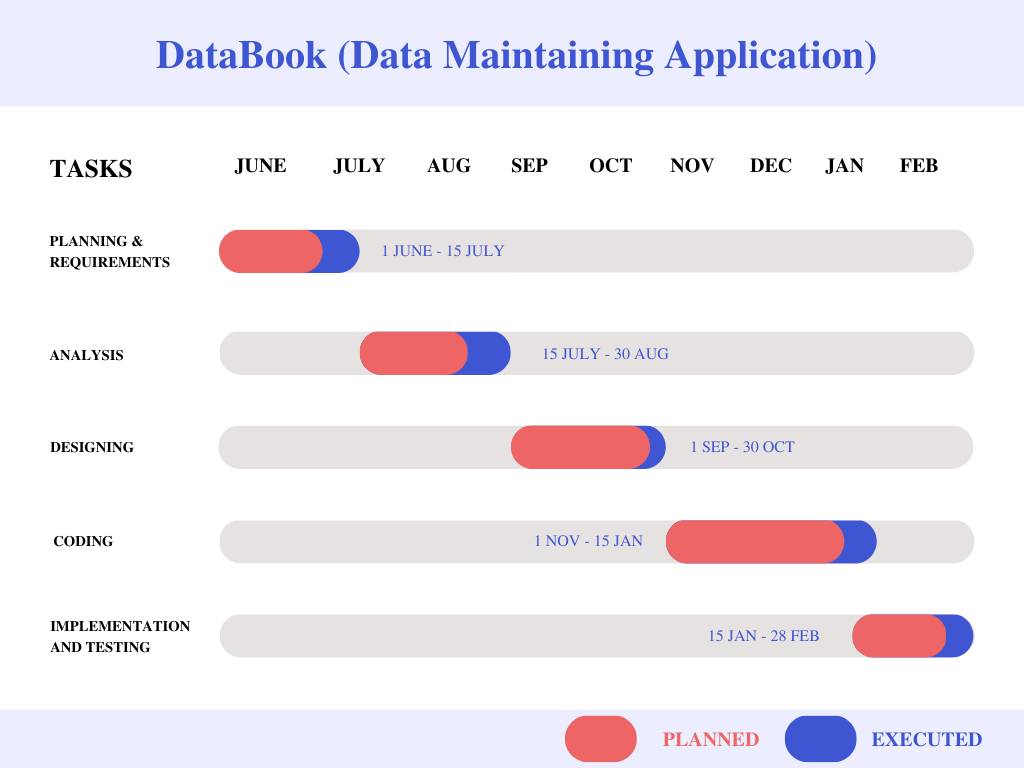 DataBook (Data Maintaining Application)
TASKS JUNE JULY AUG SEP OCT NOV DEC JAN FEB
PLANNING &
REQUIREMENTS
1 JUNE - 15 JULY
ANALYSIS
15 JULY - 30 AUG
DESIGNING
1 SEP - 30 OCT
CODING
1 NOV - 15 JAN
IMPLEMENTATION
AND TESTING
15 JAN - 28 FEB
PLANNED EXECUTED